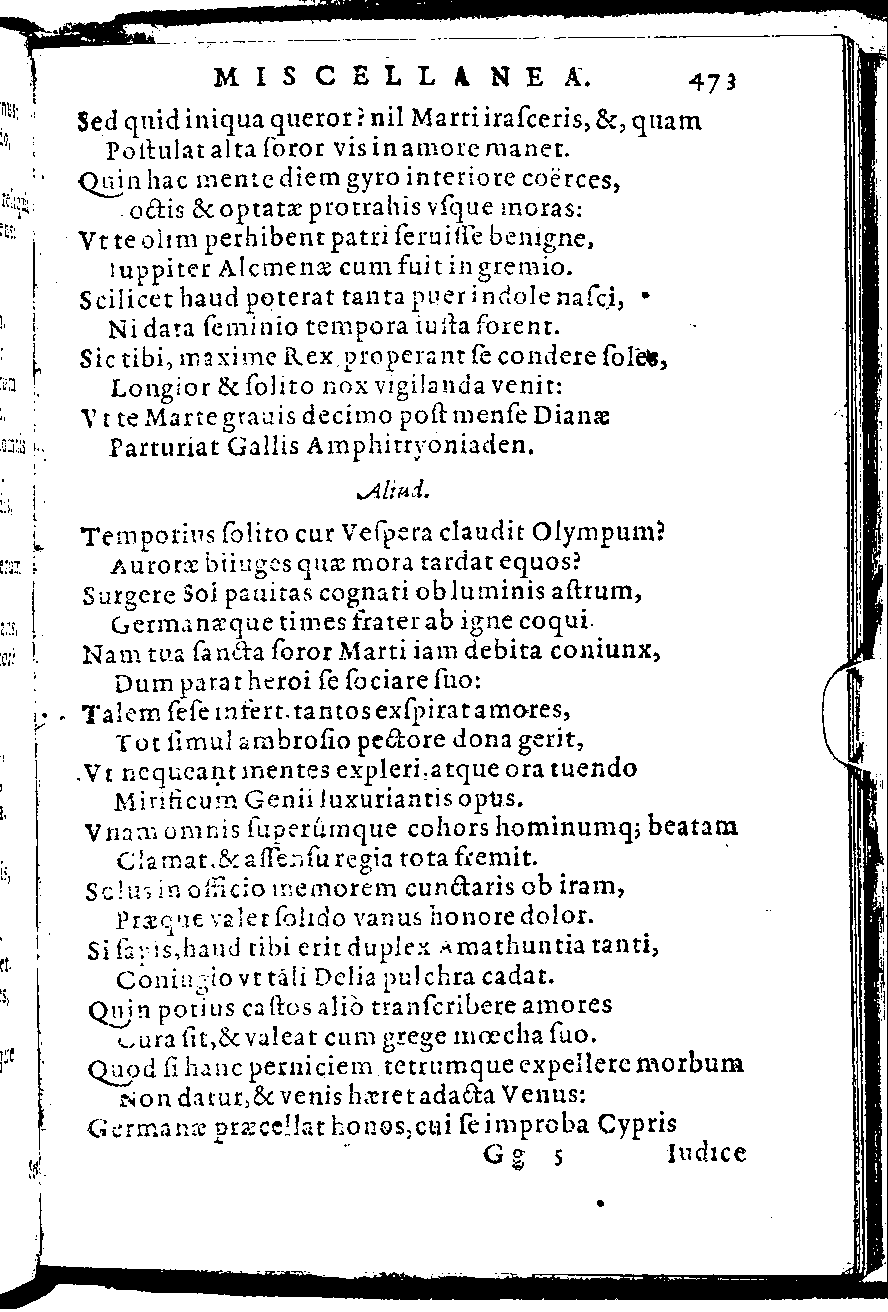 MISCELLANEA. 473
Sed quid iniqua queror? nil Marti iraſceris, &, quam
Poſtulat alta ſoror vis in amore manet.
Quin hac mente diem gyro interiore coërces,
octis & optatæ protrahis vſque moras:
Vt te olim perhibent patri ſeruiſſe benigne,
Iuppiter Alcmenæ cum fuit in gremio.
Scilicet haud poterat tanta puer indole naſci,
Ni data ſeminio tempora iuſta forent.
Sic tibi, maxime Rex properant ſe condere ſoles,
Longior & ſolito nox vigilanda venit:
Vt te Marte grauis decimo poſt menſe Dianæ
Parturiat Gallis Amphitryoniaden.
Aliud.
Temporius ſolito cur Veſpera claudit Olympum?
Auroræ biiuges quæ mora tardat equos?
Surgere Sol pauitas cognati ob luminis aſtrum,
Germanæque times frater ab igne coqui.
Nam tua ſancta ſoror Marti iam debita coniunx,
Dum parat heroi ſe ſociare ſuo:
Talem ſeſe infert. tantos exſpirat amores,
Tot ſimul ambroſio pectore dona gerit,
Vt nequeant mentes expleri, atque ora tuendo
Mirificum Genii luxuriantis opus.
Vnam omnis ſuperûmque cohors hominumq; beatam
Clamat, & aſſenſu regia tota fremit.
Solus in officio memorem cunctaris ob iram,
Præque valet ſolido vanus honore dolor.
Si ſapis, haud tibi erit duplex Amathuntia tanti,
Coniugio vt tali Delia pulchra cadat.
Quin potius caſtos aliò tranſcribere amores
Cura ſit, & valeat cum grege mœcha ſuo.
Quod ſi hanc perniciem tetrumque expellere morbum
Non datur, & venis hæret adacta Venus:
Germanæ præcellat honos, cui ſe improba Cypris
Gg 5 Iudice